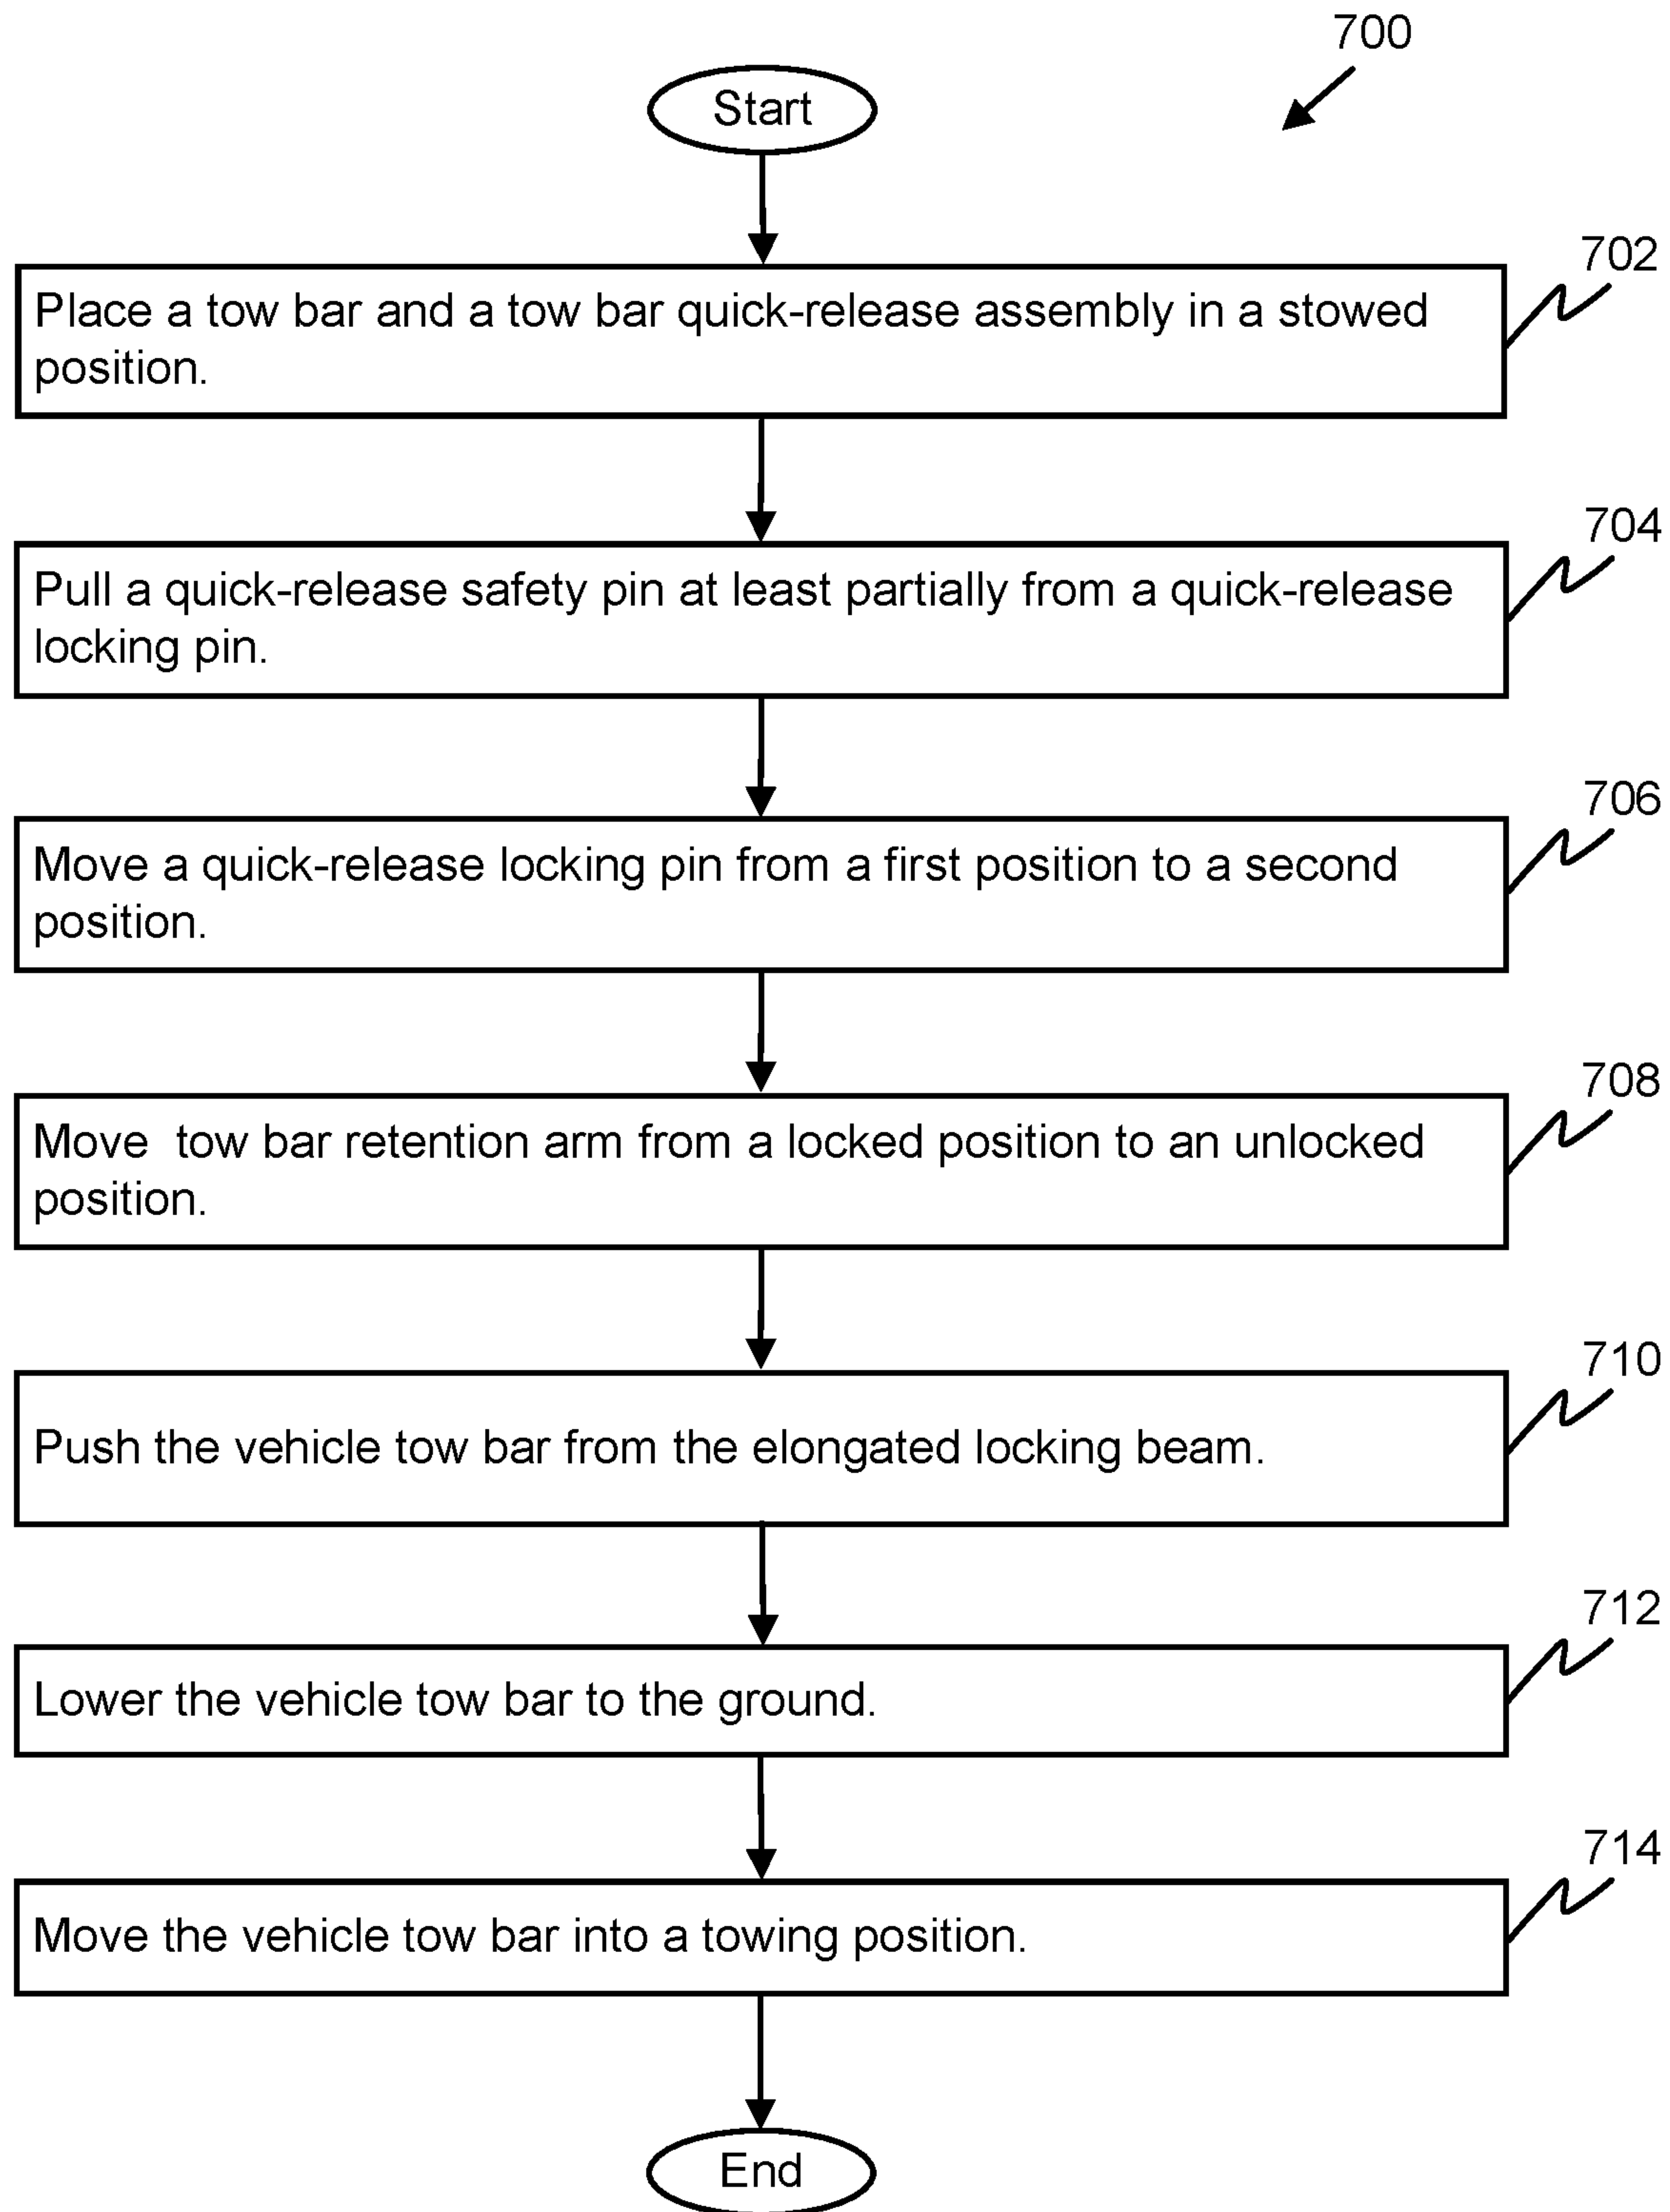 700
Start
702
Place a tow bar and a tow bar quick-release assembly in a stowed
position.
704
Pull a quick-release safety pin at least partially from a quick-release
locking pin.
706
Move a quick-release locking pin from a first position to a second
position.
708
Move  tow bar retention arm from a locked position to an unlocked
position.
710
Push the vehicle tow bar from the elongated locking beam.
712
Lower the vehicle tow bar to the ground.
714
Move the vehicle tow bar into a towing position.
End